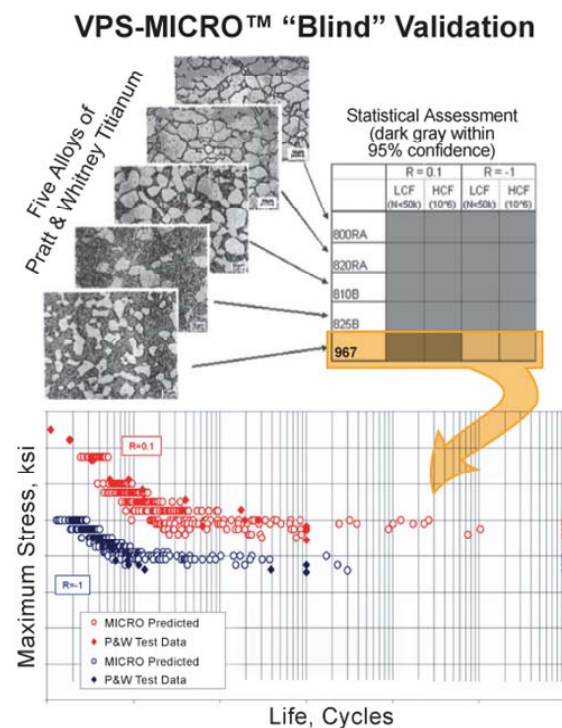 VPS-MICRO™ “Blind” Validation
Five Alloys of
Pratt & Whitney Titianum
Statistical Assessment
(dark gray within
95% confidence)
R = 0.1 R = -1
LCF HCF LCF HCF
(N<50k) (10^6) (N<50k) (10^6)
800RA
820RA
810B
825B
967
Maximum Stress, ksi
R=0.1
R=-1
MICRO Predicted
P&W Test Data
MICRO Predicted
P&W Test Data
Life, Cycles